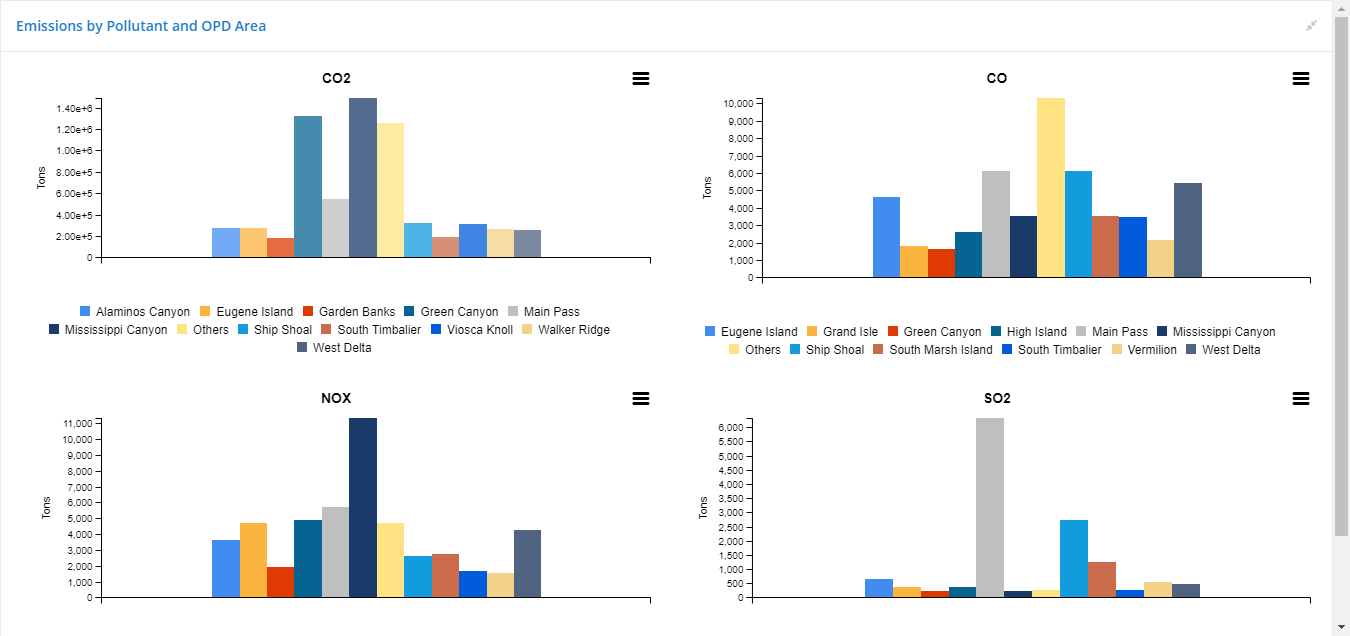 Emissions by Pollutant and OPD Area
CO2
1.40e+6
1.20e+6
1.00e+6
8.00e+5
6.00e+5
4.00e+5
2.00e+5
0
Tons
Alaminos Canyon Eugene Island Garden Banks Green Canyon Main Pass
Mississippi Canyon Others Ship Shoal South Timbalier Viosca Knoll Walker Ridge
West Delta
CO
10,000
9,000
8,000
7,000
6,000
5,000
4,000
3,000
2,000
1,000
0
Tons
Eugene Island Grand Isle Green Canyon High Island Main Pass Mississippi Canyon
Others Ship Shoal South Marsh Island South Timbalier Vermilion West Delta
NOX
11,000
10,000
9,000
8,000
7,000
6,000
5,000
4,000
3,000
2,000
1,000
0
Tons
SO2
6,000
5,500
5,000
4,500
4,000
3,500
3,000
2,500
2,000
1,500
1,000
500
0
Tons